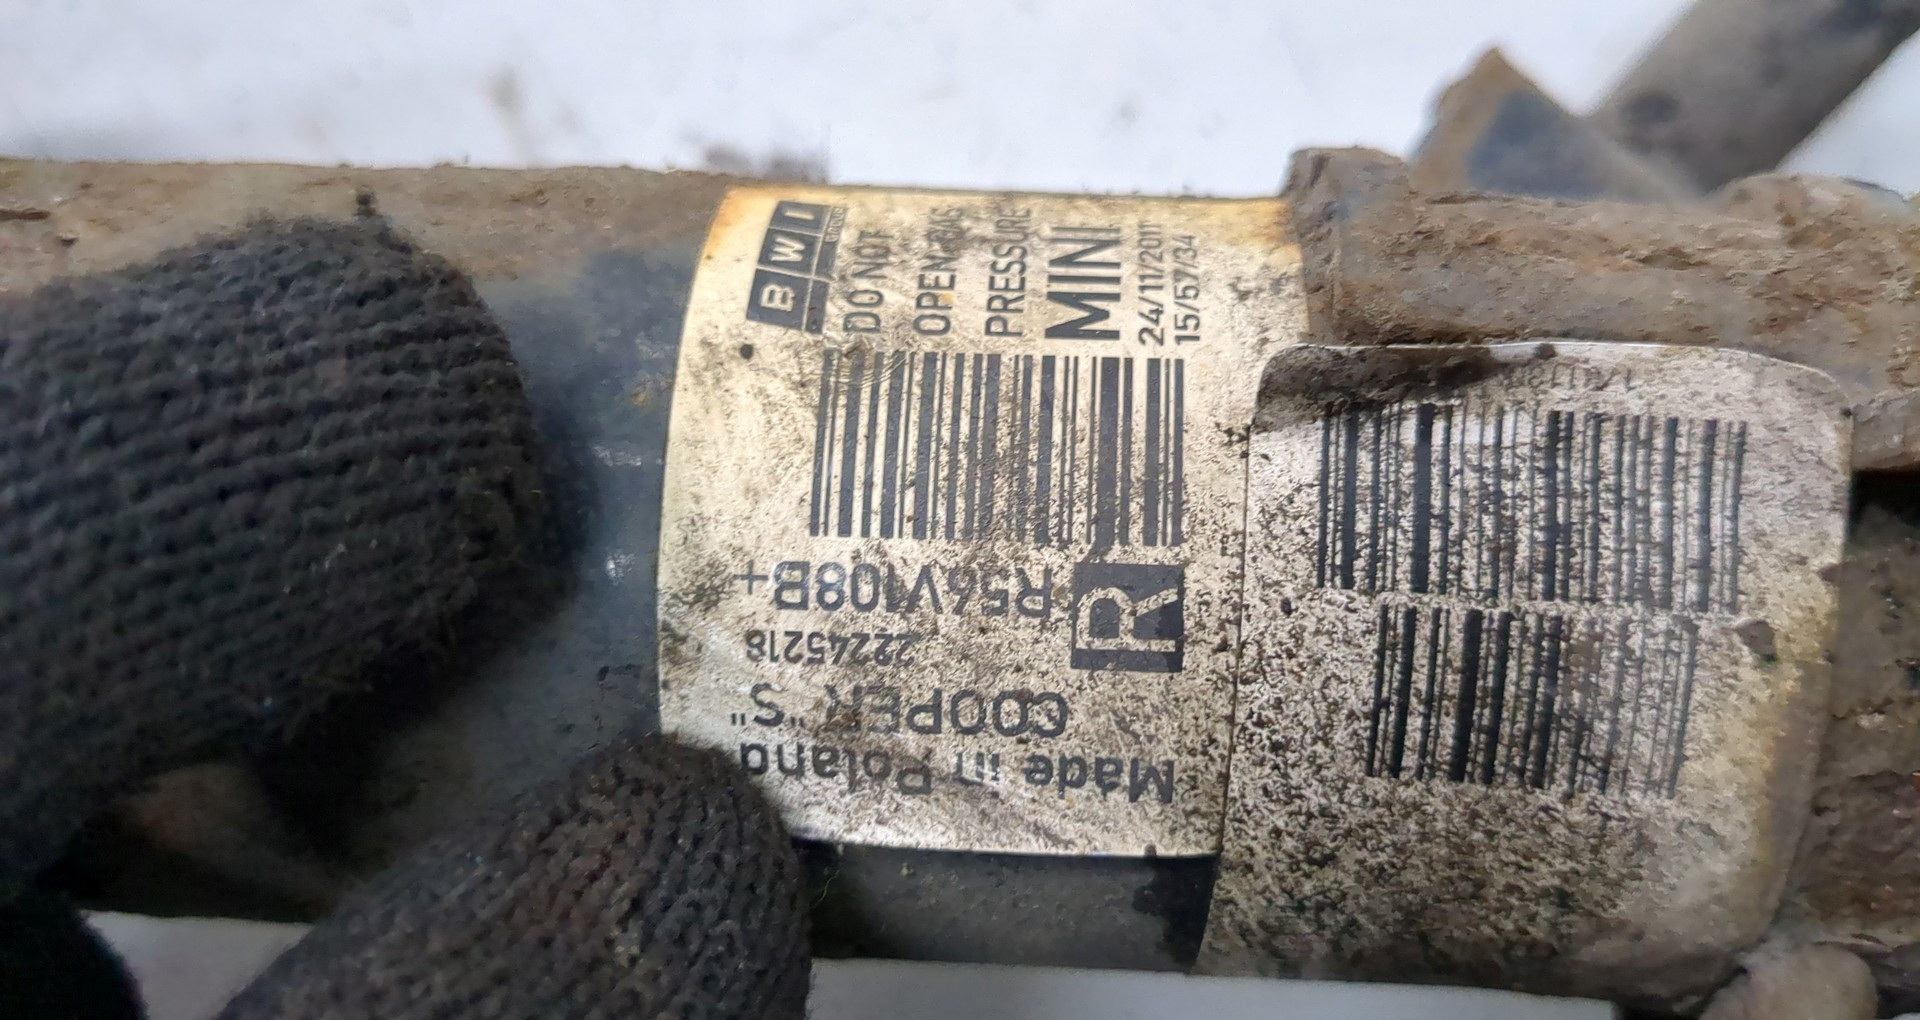 BWI
GROUP
DO NOT
OPEN-GAS
PRESSURE
MINI
24/11/2011
15/57/34
R
R56V108B+
22245218
COOPER "S"
Made in Poland